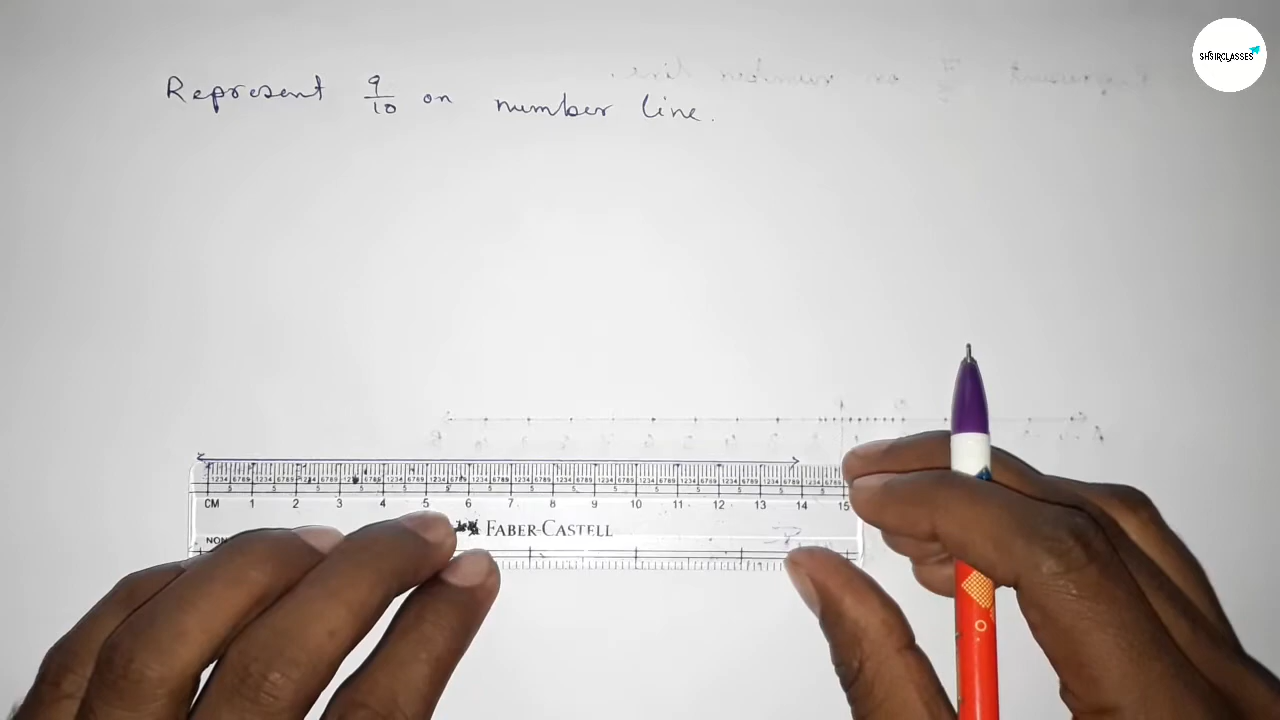 SHSIRCLASSES
Represent 9/10 on number line.
1 2 3 4 5 6 7 8 9 10 11 12 13 14 15
CM
FABER-CASTELL
NON